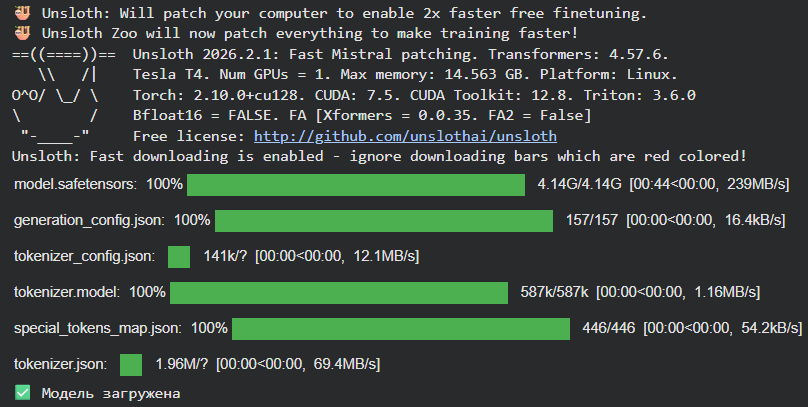 🦥 Unsloth: Will patch your computer to enable 2x faster free finetuning.
🦥 Unsloth Zoo will now patch everything to make training faster!
==((====))==  Unsloth 2026.2.1: Fast Mistral patching. Transformers: 4.57.6.
   \\   /|    Tesla T4. Num GPUs = 1. Max memory: 14.563 GB. Platform: Linux.
O^O/ \_/ \    Torch: 2.10.0+cu128. CUDA: 7.5. CUDA Toolkit: 12.8. Triton: 3.6.0
\        /    Bfloat16 = FALSE. FA [Xformers = 0.0.35. FA2 = False]
 "-____-"     Free license: http://github.com/unslothai/unsloth
Unsloth: Fast downloading is enabled - ignore downloading bars which are red colored!
model.safetensors: 100% 4.14G/4.14G [00:44<00:00, 239MB/s]
generation_config.json: 100% 157/157 [00:00<00:00, 16.4kB/s]
tokenizer_config.json: 141k/? [00:00<00:00, 12.1MB/s]
tokenizer.model: 100% 587k/587k [00:00<00:00, 1.16MB/s]
special_tokens_map.json: 100% 446/446 [00:00<00:00, 54.2kB/s]
tokenizer.json: 1.96M/? [00:00<00:00, 69.4MB/s]
✅ Модель загружена